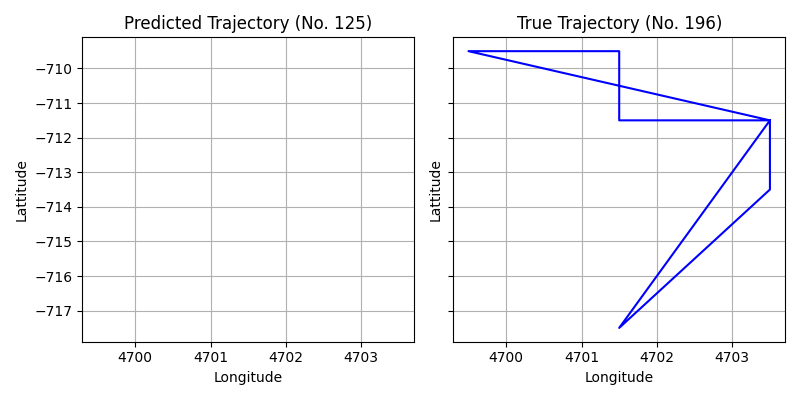 Predicted Trajectory (No. 125)
True Trajectory (No. 196)
−710
−711
−712
−713
−714
−715
−716
−717
Lattitude
Lattitude
4700 4701 4702 4703
4700 4701 4702 4703
Longitude
Longitude